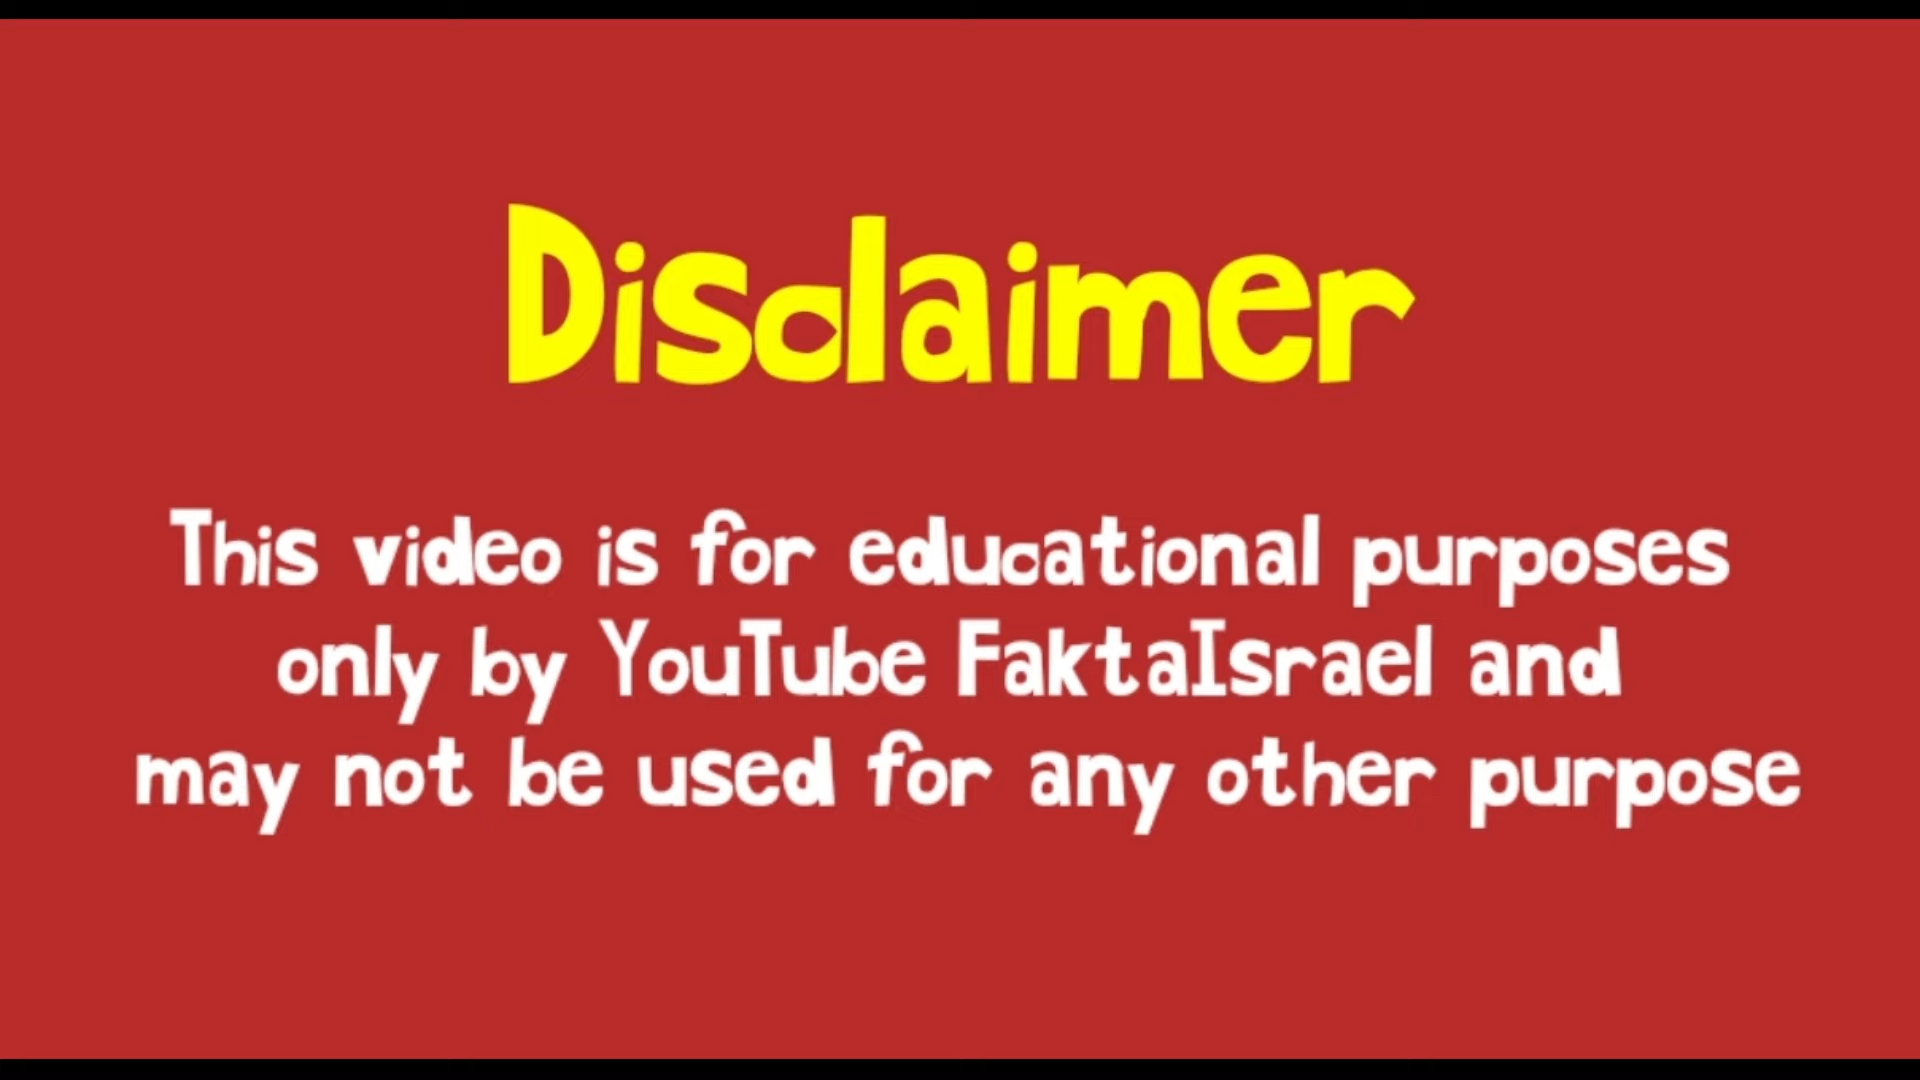 Disclaimer
This video is for educational purposes
only by YouTube FaktaIsrael and
may not be used for any other purpose